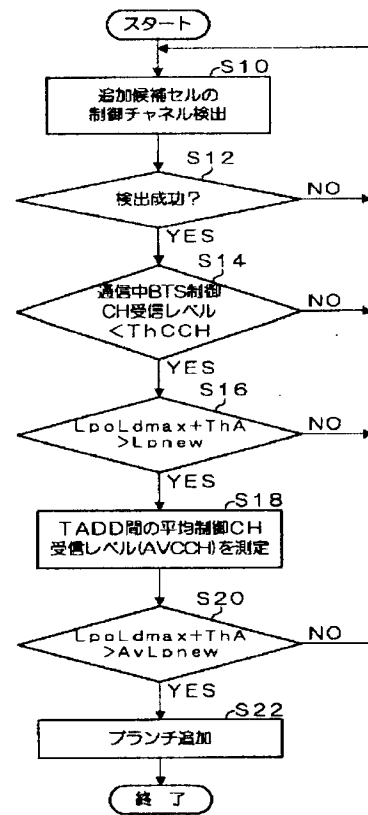 スタート
S10
追加候補セルの
制御チャネル検出
S12
検出成功?
NO
YES
S14
通信中BTS制御
CH受信レベル
<ThCCH
NO
YES
S16
LpoLdmax+ThA
>Lpnew
NO
YES
S18
TADD間の平均制御CH
受信レベル(AVCCH)を測定
S20
LpoLdmax+ThA
>AvLpnew
NO
YES
S22
ブランチ追加
終 了